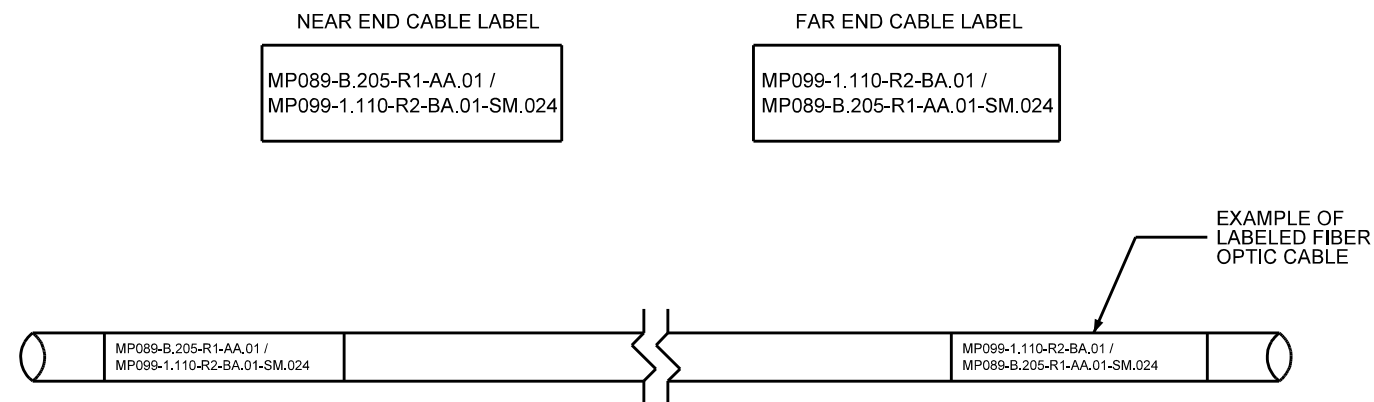 NEAR END CABLE LABEL
FAR END CABLE LABEL
MP089-B.205-R1-AA.01 /
MP099-1.110-R2-BA.01-SM.024
MP099-1.110-R2-BA.01 /
MP089-B.205-R1-AA.01-SM.024
EXAMPLE OF
LABELED FIBER
OPTIC CABLE
MP089-B.205-R1-AA.01 /
MP099-1.110-R2-BA.01-SM.024
MP099-1.110-R2-BA.01 /
MP089-B.205-R1-AA.01-SM.024